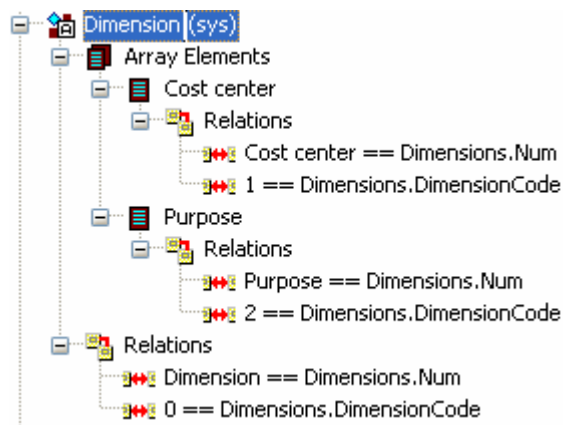 Dimension (sys)
Array Elements
Cost center
Relations
Cost center == Dimensions.Num
1 == Dimensions.DimensionCode
Purpose
Relations
Purpose == Dimensions.Num
2 == Dimensions.DimensionCode
Relations
Dimension == Dimensions.Num
0 == Dimensions.DimensionCode